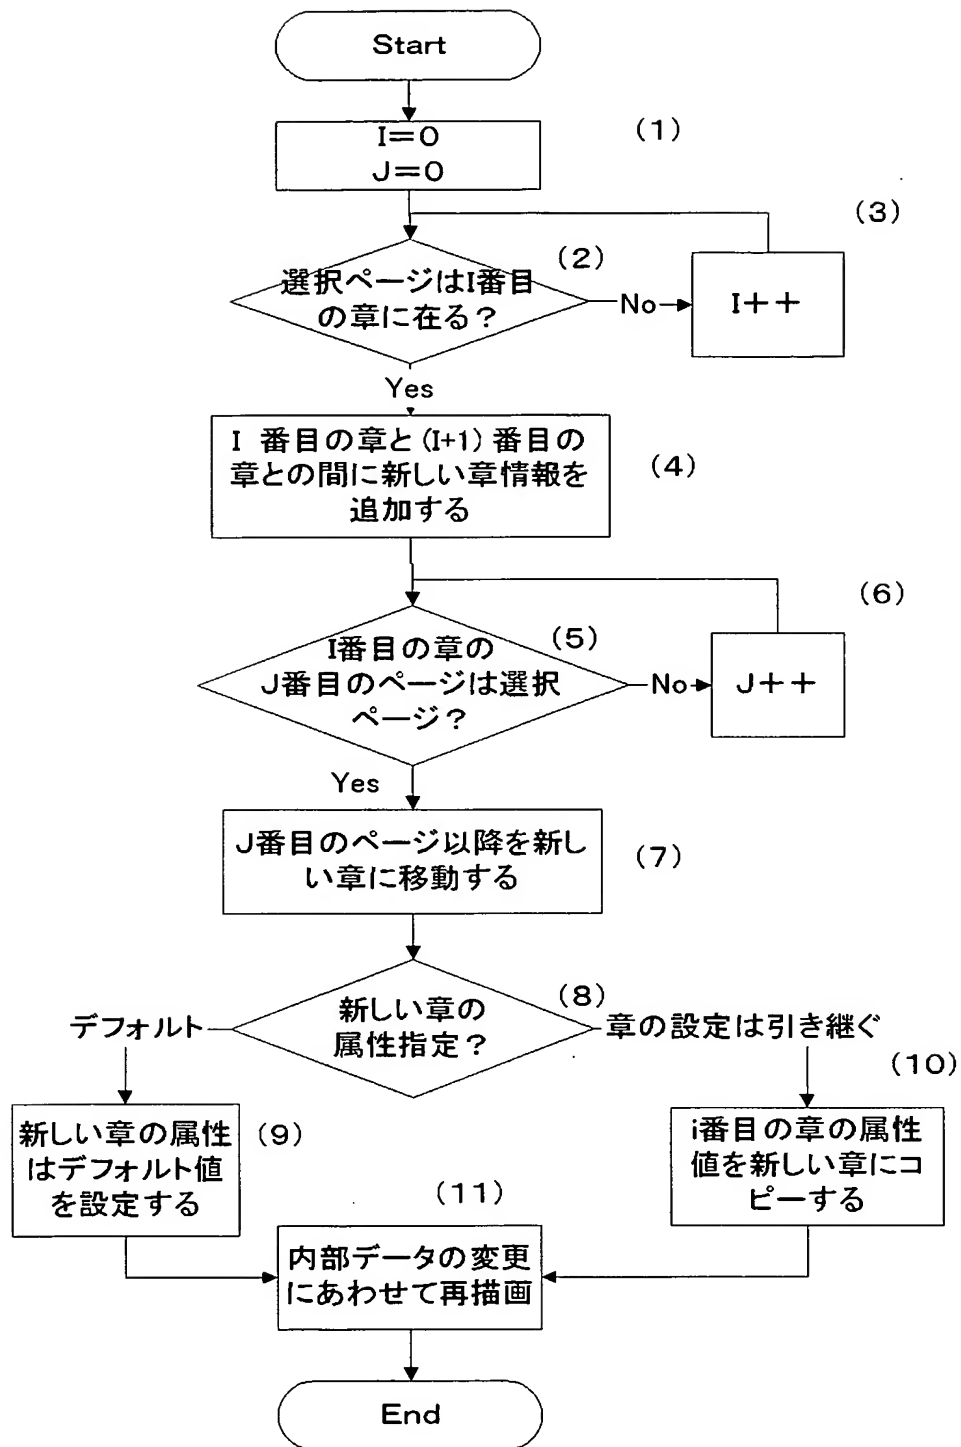 Start
I=0
J=0
(1)
(3)
(2)
選択ページはI番目
の章に在る?
No
I++
Yes
I 番目の章と(I+1)番目の
章との間に新しい章情報を
追加する
(4)
(6)
(5)
I番目の章の
J番目のページは選択
ページ?
No
J++
Yes
J番目のページ以降を新し
い章に移動する
(7)
(8)
新しい章の
属性指定?
デフォルト
章の設定は引き継ぐ
(10)
新しい章の属性
はデフォルト値
を設定する
(9)
i番目の章の属性
値を新しい章にコ
ピーする
(11)
内部データの変更
にあわせて再描画
End